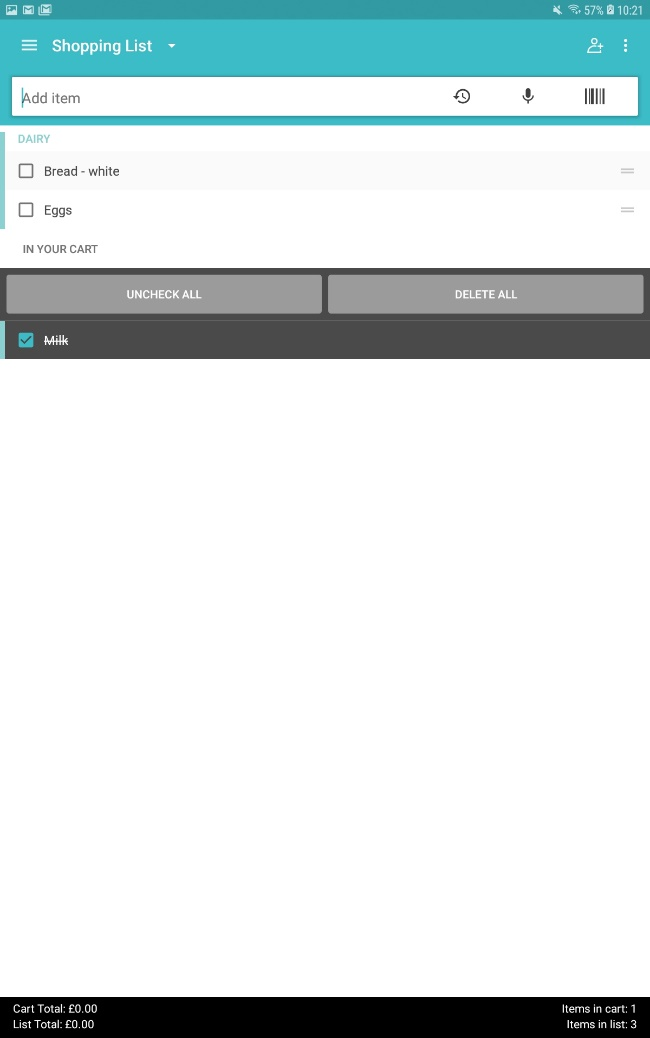 57% 10:21
Shopping List
Add item
DAIRY
Bread - white
Eggs
IN YOUR CART
UNCHECK ALL DELETE ALL
Milk
Cart Total: £0.00 Items in cart: 1
List Total: £0.00 Items in list: 3